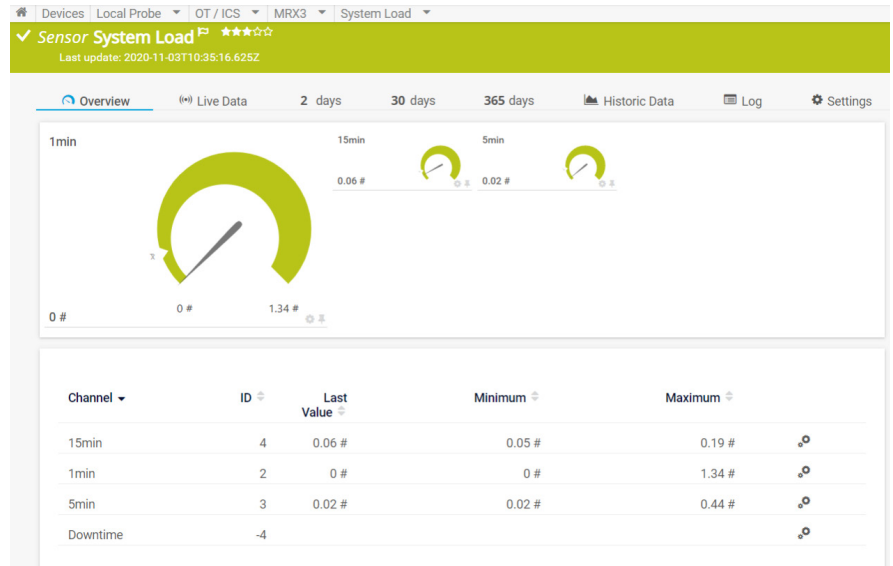 Devices Local Probe OT / ICS MRX3 System Load
Sensor System Load
Last update: 2020-11-03T10:35:16.625Z
Overview Live Data 2 days 30 days 365 days Historic Data Log Settings
1min
15min
0.06 #
5min
0.02 #
x
0 # 1.34 #
0 #
Channel ID Last Value Minimum Maximum
15min 4 0.06 # 0.05 # 0.19 #
1min 2 0 # 0 # 1.34 #
5min 3 0.02 # 0.02 # 0.44 #
Downtime -4